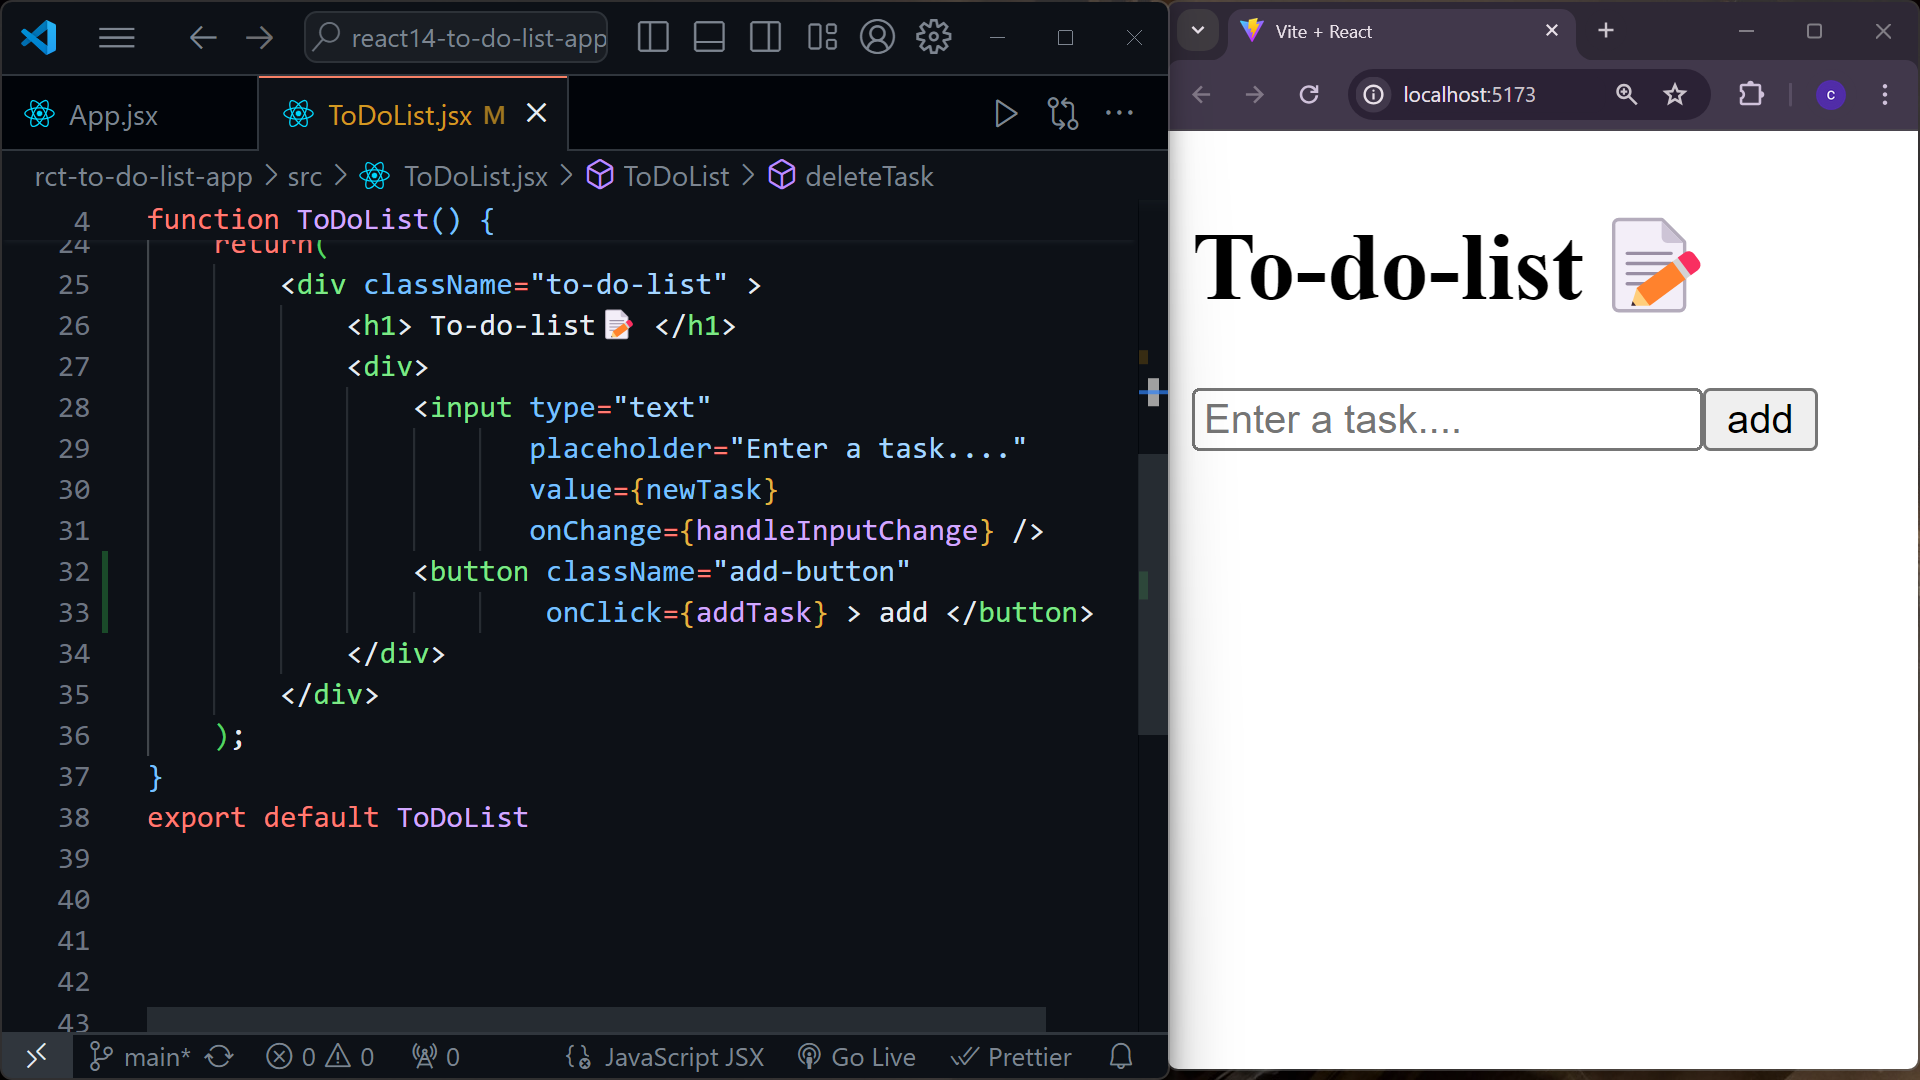 react14-to-do-list-app
App.jsx
ToDoList.jsx M
rct-to-do-list-app > src > ToDoList.jsx > ToDoList > deleteTask
4 function ToDoList() {
24 return(
25 <div className="to-do-list" >
26 <h1> To-do-list📝 </h1>
27 <div>
28 <input type="text"
29 placeholder="Enter a task...."
30 value={newTask}
31 onChange={handleInputChange} />
32 <button className="add-button"
33 onClick={addTask} > add </button>
34 </div>
35 </div>
36 );
37 }
38 export default ToDoList
39
40
41
42
43
main* 0 0 0 JavaScript JSX Go Live Prettier
Vite + React
localhost:5173
c
To-do-list 📝
Enter a task....
add